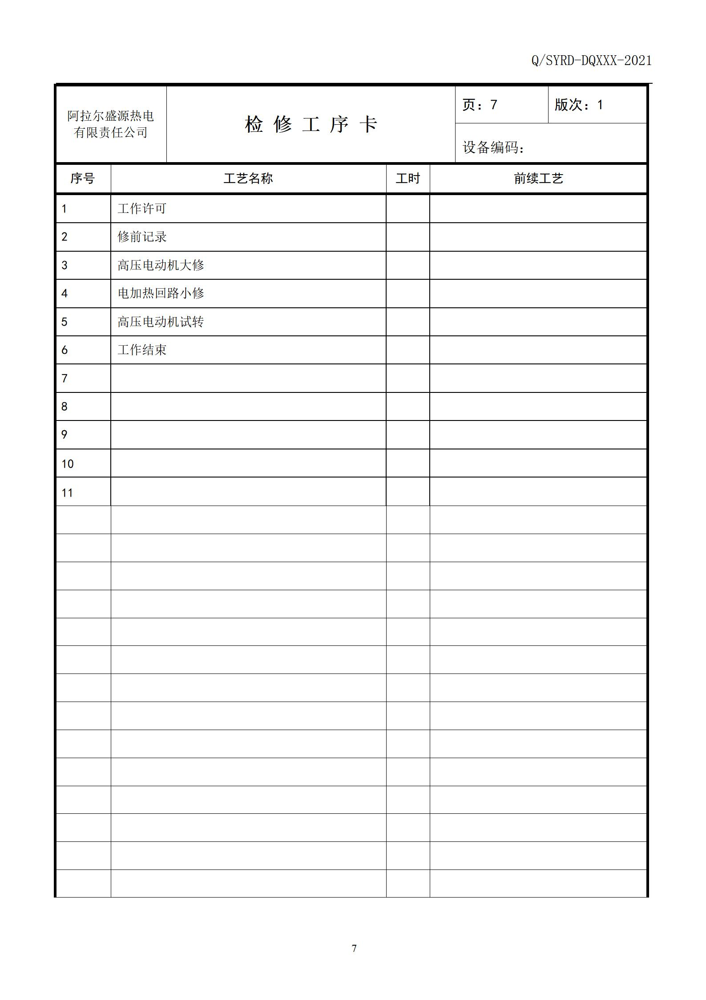 Q/SYRD-DQXXX-2021
阿拉尔盛源热电
有限责任公司
检 修 工 序 卡
页：7
版次：1
设备编码：
序号 工艺名称 工时 前续工艺
1 工作许可
2 修前记录
3 高压电动机大修
4 电加热回路小修
5 高压电动机试转
6 工作结束
7
8
9
10
11
7